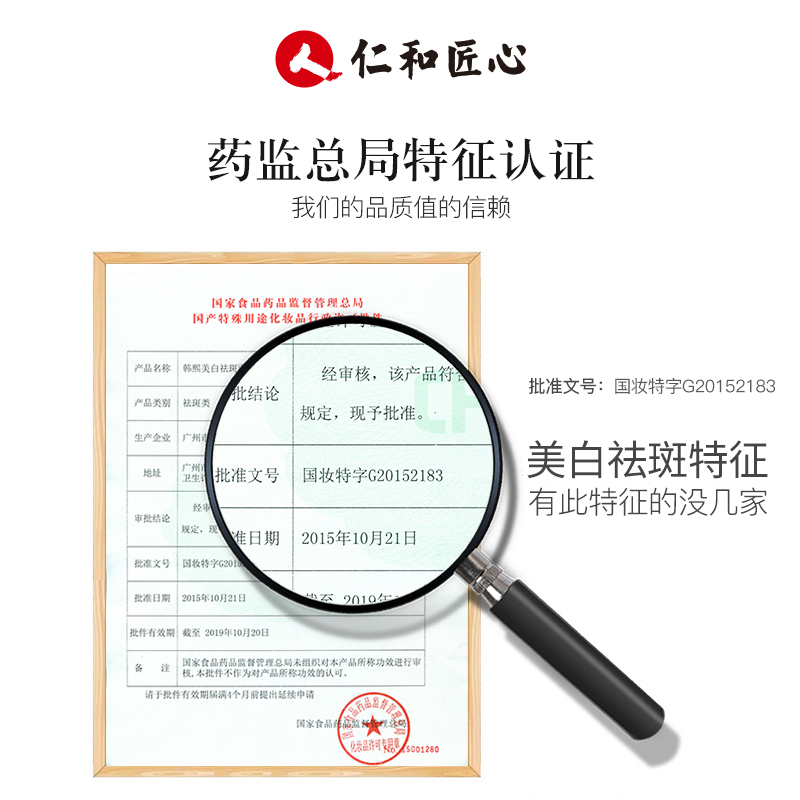 仁和匠心
药监总局特征认证
我们的品质值的信赖
国家食品药品监督管理总局
国产特殊用途化妆品行政许可批件
产品名称 韩熙美白祛斑
产品类别 祛斑类
生产企业 广州市
地址 广州市
卫生
审批结论 经审
规定，现
批准文号 国妆特字G2015
批准日期 2015年10月21日
批件有效期 截至 2019年10月20日
备 注 国家食品药品监督管理总局未组织对本产品所称功效进行审
核，本批件不作为对产品所称功效的认可。
请于批件有效期届满4个月前提出延续申请
国家食品药品监督管理总局
化妆品许可专用章
No.15001280
批结论 经审核，该产品符合
规定，现予批准。
批准文号 国妆特字G20152183
准日期 2015年10月21日
截至 2019年
批准文号：国妆特字G20152183
美白祛斑特征
有此特征的没几家